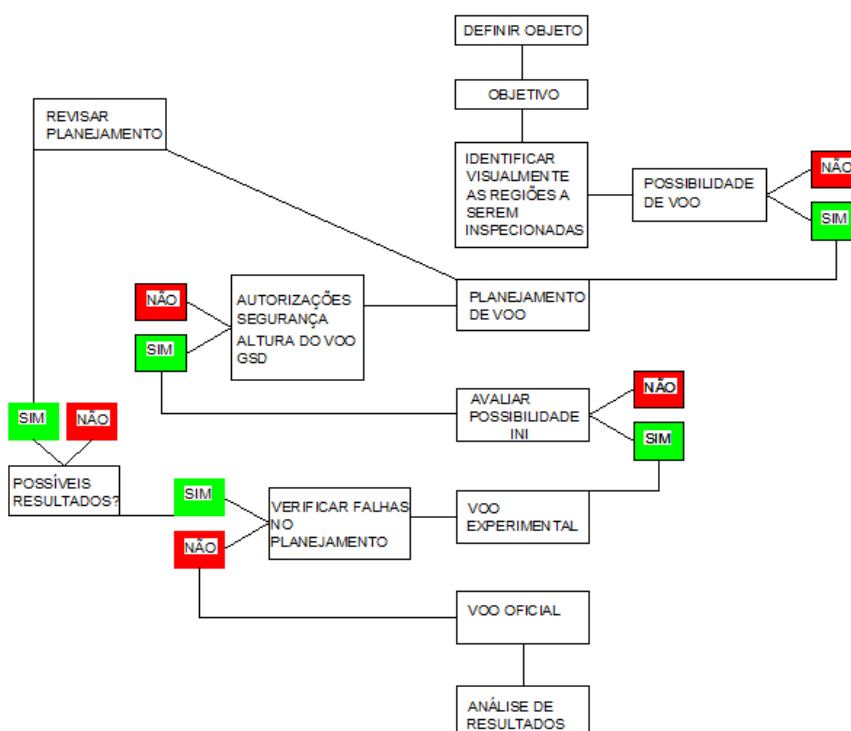 DEFINIR OBJETO
OBJETIVO
REVISAR
PLANEJAMENTO
IDENTIFICAR
VISUALMENTE
AS REGIÕES A
SEREM
INSPECIONADAS
POSSIBILIDADE
DE VOO
NÃO
SIM
PLANEJAMENTO
DE VOO
AUTORIZAÇÕES
SEGURANÇA
ALTURA DO VOO
GSD
NÃO
SIM
AVALIAR
POSSIBILIDADE
INI
NÃO
SIM
SIM
NÃO
POSSÍVEIS
RESULTADOS?
SIM
NÃO
VERIFICAR FALHAS
NO
PLANEJAMENTO
VOO
EXPERIMENTAL
VOO OFICIAL
ANÁLISE DE
RESULTADOS